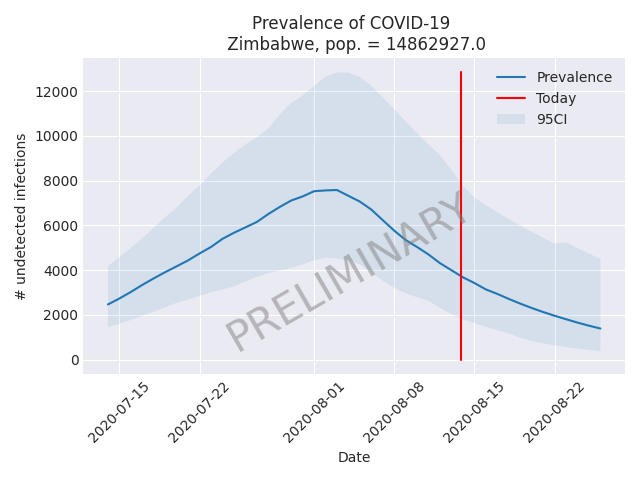 Prevalence of COVID-19
Zimbabwe, pop. = 14862927.0
Prevalence
Today
95CI
12000
10000
8000
6000
4000
2000
0
# undetected infections
PRELIMINARY
2020-07-15
2020-07-22
2020-08-01
2020-08-08
2020-08-15
2020-08-22
Date